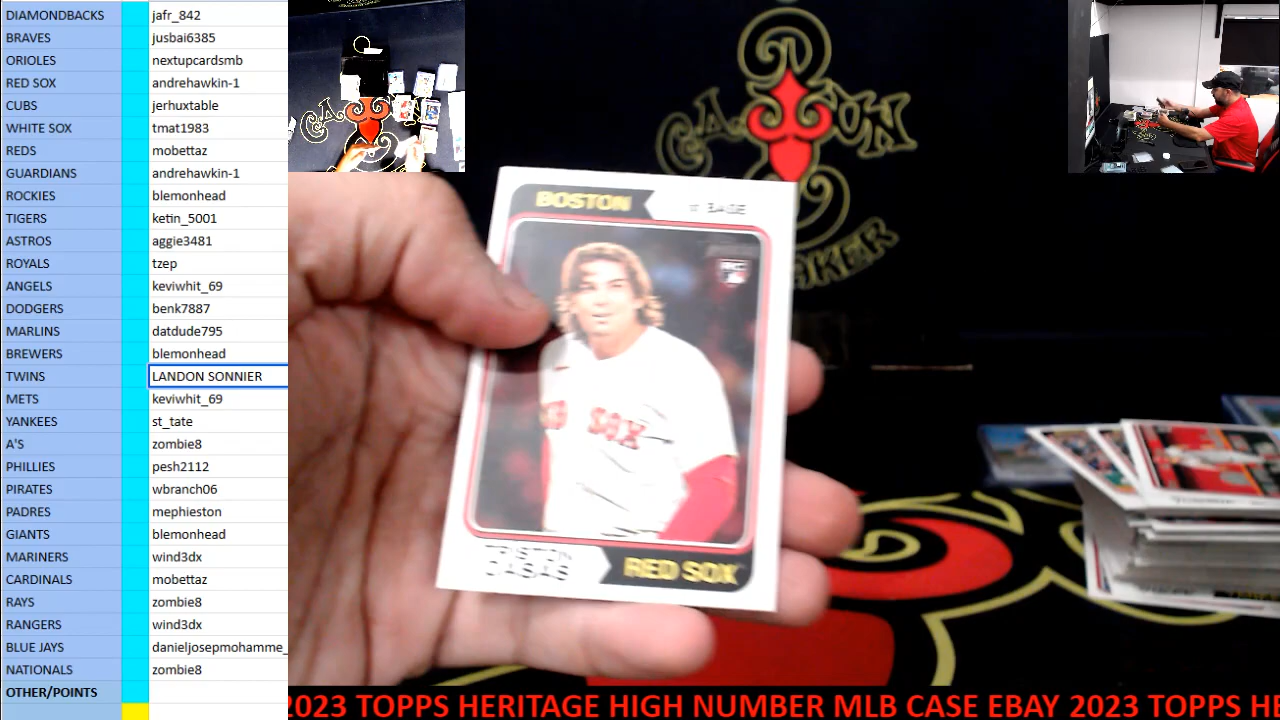 DIAMONDBACKS jafr_842
BRAVES jusbai6385
ORIOLES nextupcardsmb
RED SOX andrehawkin-1
CUBS jerhuxtable
WHITE SOX tmat1983
REDS mobettaz
GUARDIANS andrehawkin-1
ROCKIES blemonhead
TIGERS ketin_5001
ASTROS aggie3481
ROYALS tzep
ANGELS keviwhit_69
DODGERS benk7887
MARLINS datdude795
BREWERS blemonhead
TWINS LANDON SONNIER
METS keviwhit_69
YANKEES st_tate
A'S zombie8
PHILLIES pesh2112
PIRATES wbranch06
PADRES mephieston
GIANTS blemonhead
MARINERS wind3dx
CARDINALS mobettaz
RAYS zombie8
RANGERS wind3dx
BLUE JAYS danieljosepmohamme_
NATIONALS zombie8
OTHER/POINTS
BOSTON
BASE
RC
RED SOX
TRISTON
CASAS
RED SOX
2023 TOPPS HERITAGE HIGH NUMBER MLB CASE EBAY 2023 TOPPS HE